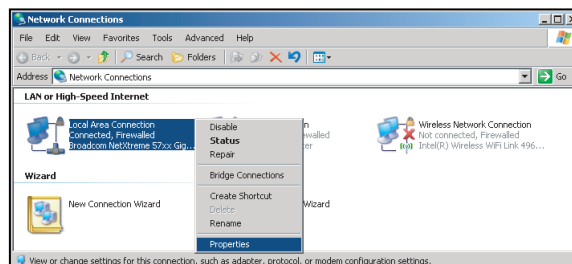 Network Connections
File Edit View Favorites Tools Advanced Help
Back Search Folders
Address Network Connections Go
LAN or High-Speed Internet
Local Area Connection
Connected, Firewalled
Broadcom NetXtreme 57xx Gig...
Disable
Status
Repair
Bridge Connections
Create Shortcut
Delete
Rename
Properties
Wireless Network Connection
Not connected, Firewalled
Intel(R) Wireless WiFi Link 496...
Wizard
New Connection Wizard
Wizard
View or change settings for this connection, such as adapter, protocol, or modem configuration settings.